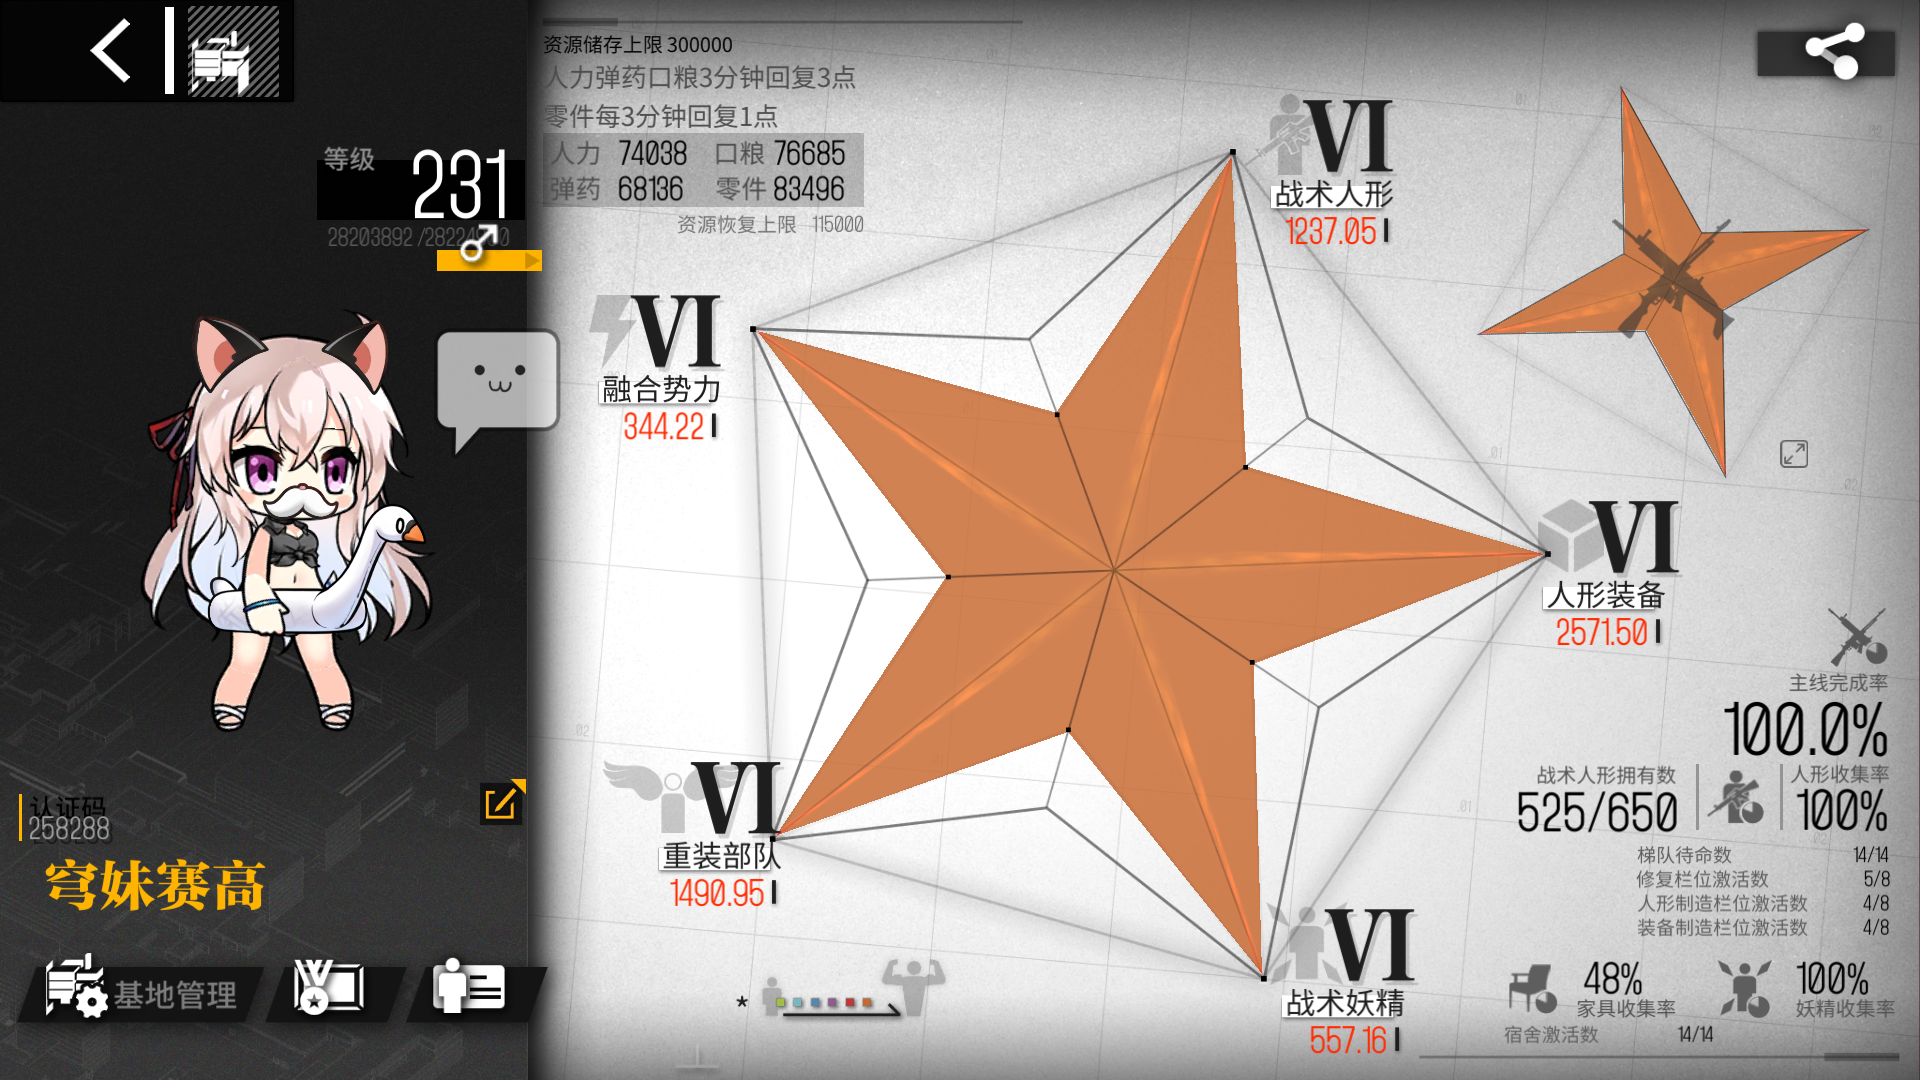 资源储存上限 300000
人力弹药口粮3分钟回复3点
零件每3分钟回复1点
人力 74038 口粮 76685
弹药 68136 零件 83496
资源恢复上限 115000
等级 231
VI
战术人形
1237.05
VI
融合势力
344.22
VI
人形装备
2571.50
主线完成率
100.0%
战术人形拥有数
525/650
人形收集率
100%
VI
重装部队
1490.95
认证码
258288
穹妹赛高
梯队待命数 14/14
修复栏位激活数 5/8
人形制造栏位激活数 4/8
装备制造栏位激活数 4/8
VI
战术妖精
557.16
48%
家具收集率
100%
妖精收集率
宿舍激活数 14/14
基地管理
*